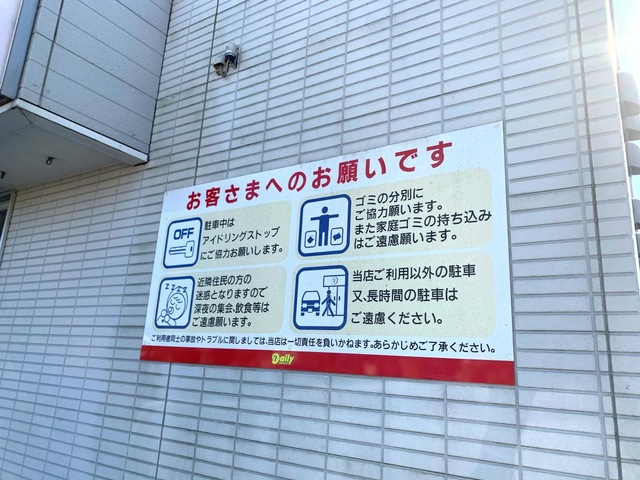 お客さまへのお願いです
OFF
駐車中は
アイドリングストップ
にご協力お願いします。
ゴミの分別に
ご協力願います。
また家庭ゴミの持ち込み
はご遠慮願います。
zzzz
近隣住民の方の
迷惑となりますので
深夜の集会、飲食等は
ご遠慮願います。
当店ご利用以外の駐車
又、長時間の駐車は
ご遠慮ください。
ご利用者同士の事故やトラブルに関しましては、当店は一切責任を負いかねます。あらかじめご了承ください。
Daily